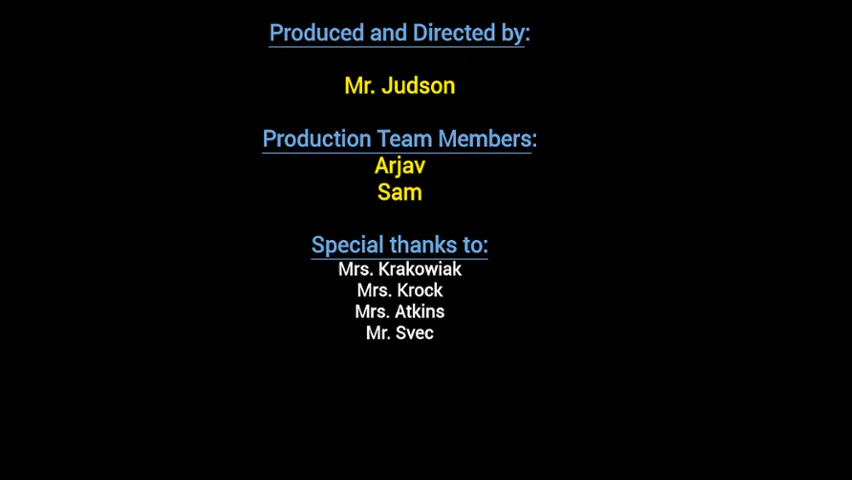 Produced and Directed by:
Mr. Judson
Production Team Members:
Arjav
Sam
Special thanks to:
Mrs. Krakowiak
Mrs. Krock
Mrs. Atkins
Mr. Svec